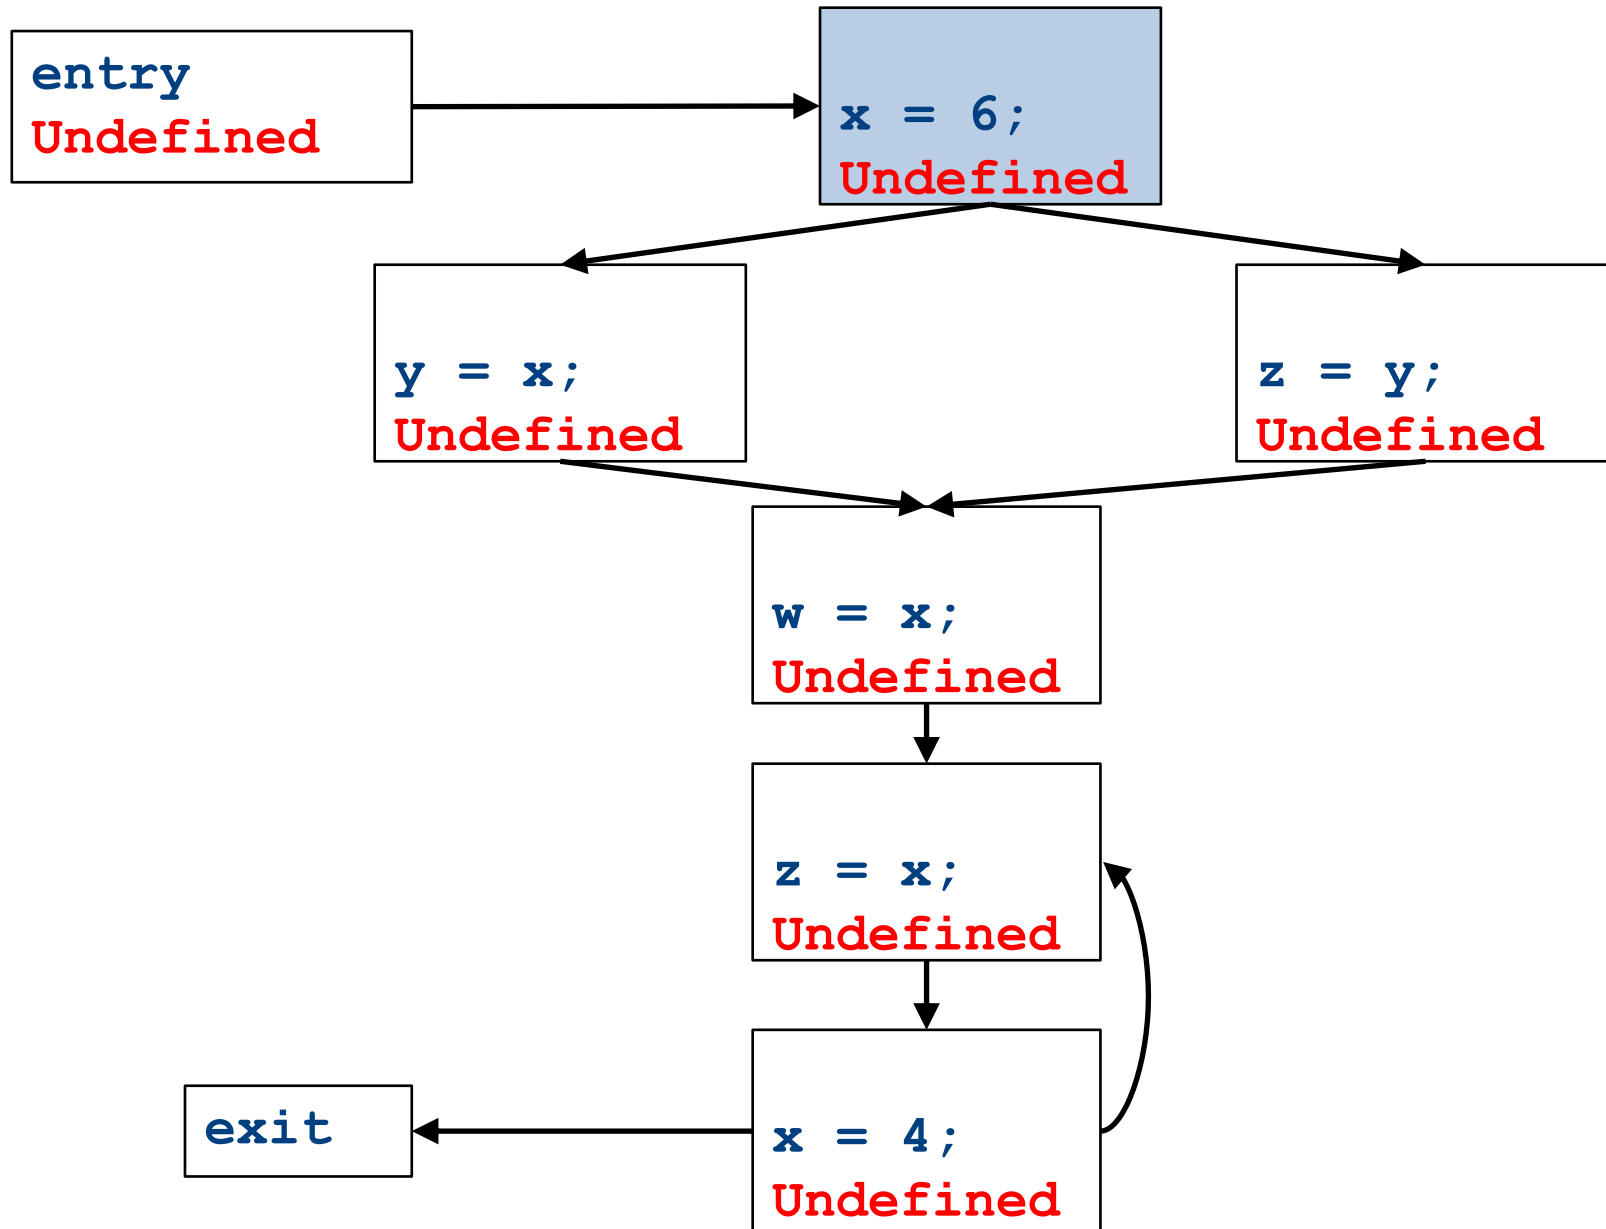 entry
Undefined
x = 6;
Undefined
y = x;
Undefined
z = y;
Undefined
w = x;
Undefined
z = x;
Undefined
exit
x = 4;
Undefined